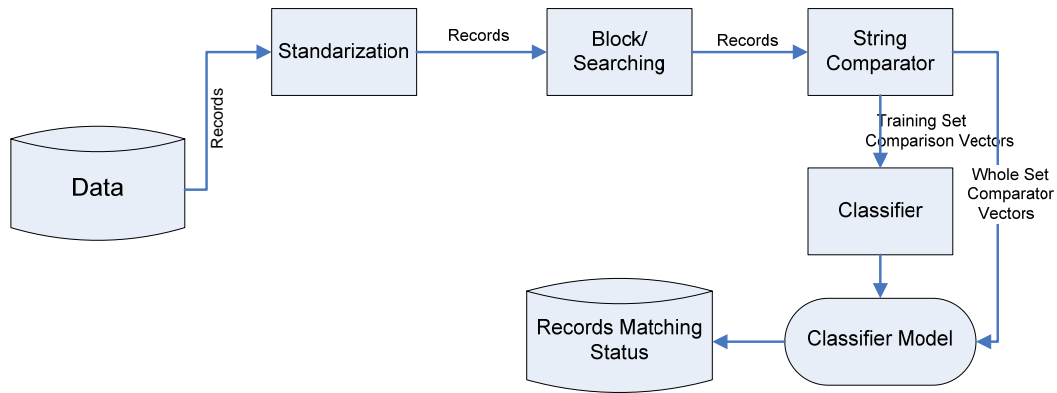 Data
Records
Standarization
Records
Block/
Searching
Records
String
Comparator
Training Set
Comparison Vectors
Whole Set
Comparator
Vectors
Classifier
Classifier Model
Records Matching
Status